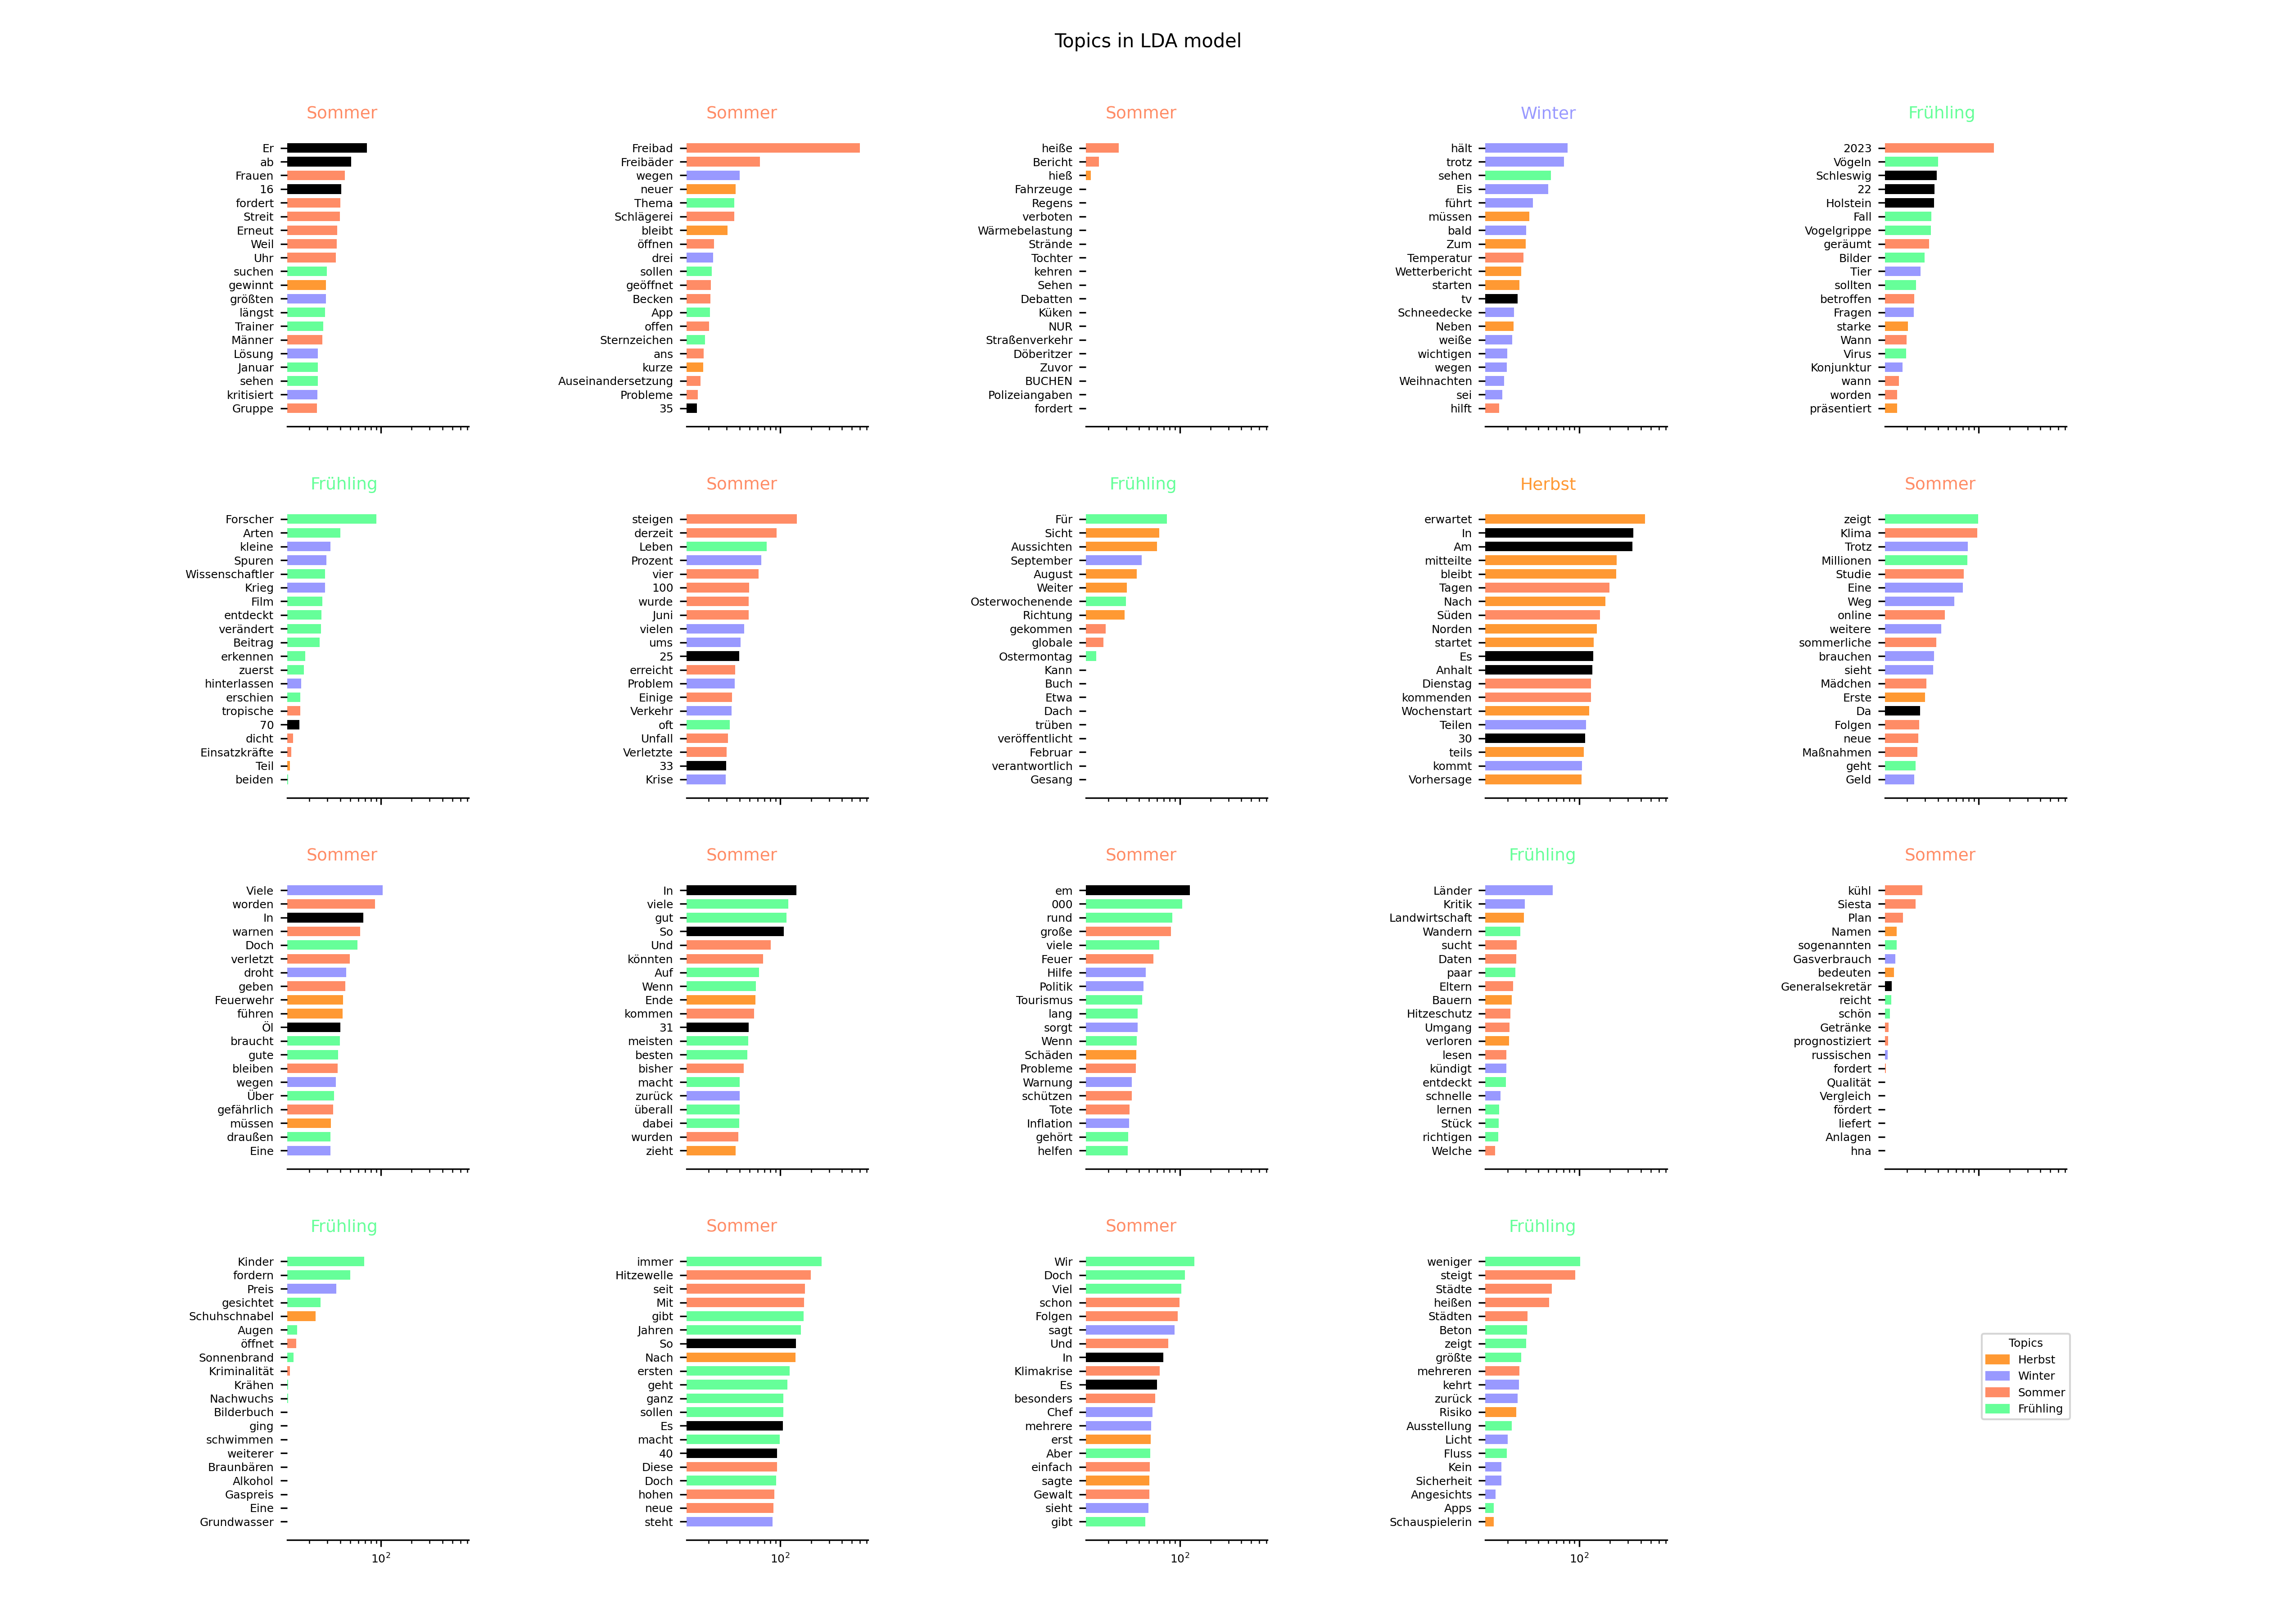 Topics in LDA model
Sommer
Er
ab
Frauen
16
fordert
Streit
Erneut
Weil
Uhr
suchen
gewinnt
größten
längst
Trainer
Männer
Lösung
Januar
sehen
kritisiert
Gruppe
Sommer
Freibad
Freibäder
wegen
neuer
Thema
Schlägerei
bleibt
öffnen
drei
sollen
geöffnet
Becken
App
offen
Sternzeichen
ans
kurze
Auseinandersetzung
Probleme
35
Sommer
heiße
Bericht
hieß
Fahrzeuge
Regens
verboten
Wärmebelastung
Strände
Tochter
kehren
Sehen
Debatten
Küken
NUR
Straßenverkehr
Döberitzer
Zuvor
BUCHEN
Polizeiangaben
fordert
Winter
hält
trotz
sehen
Eis
führt
müssen
bald
Zum
Temperatur
Wetterbericht
starten
tv
Schneedecke
Neben
weiße
wichtigen
wegen
Weihnachten
sei
hilft
Frühling
2023
Vögeln
Schleswig
22
Holstein
Fall
Vogelgrippe
geräumt
Bilder
Tier
sollten
betroffen
Fragen
starke
Wann
Virus
Konjunktur
wann
worden
präsentiert
Frühling
Forscher
Arten
kleine
Spuren
Wissenschaftler
Krieg
Film
entdeckt
verändert
Beitrag
erkennen
zuerst
hinterlassen
erschien
tropische
70
dicht
Einsatzkräfte
Teil
beiden
Sommer
steigen
derzeit
Leben
Prozent
vier
100
wurde
Juni
vielen
ums
25
erreicht
Problem
Einige
Verkehr
oft
Unfall
Verletzte
33
Krise
Frühling
Für
Sicht
Aussichten
September
August
Weiter
Osterwochenende
Richtung
gekommen
globale
Ostermontag
Kann
Buch
Etwa
Dach
trüben
veröffentlicht
Februar
verantwortlich
Gesang
Herbst
erwartet
In
Am
mitteilte
bleibt
Tagen
Nach
Süden
Norden
startet
Es
Anhalt
Dienstag
kommenden
Wochenstart
Teilen
30
teils
kommt
Vorhersage
Sommer
zeigt
Klima
Trotz
Millionen
Studie
Eine
Weg
online
weitere
sommerliche
brauchen
sieht
Mädchen
Erste
Da
Folgen
neue
Maßnahmen
geht
Geld
Sommer
Viele
worden
In
warnen
Doch
verletzt
droht
geben
Feuerwehr
führen
Öl
braucht
gute
bleiben
wegen
Über
gefährlich
müssen
draußen
Eine
Sommer
In
viele
gut
So
Und
könnten
Auf
Wenn
Ende
kommen
31
meisten
besten
bisher
macht
zurück
überall
dabei
wurden
zieht
Sommer
em
000
rund
große
viele
Feuer
Hilfe
Politik
Tourismus
lang
sorgt
Wenn
Schäden
Probleme
Warnung
schützen
Tote
Inflation
gehört
helfen
Frühling
Länder
Kritik
Landwirtschaft
Wandern
sucht
Daten
paar
Eltern
Bauern
Hitzeschutz
Umgang
verloren
lesen
kündigt
entdeckt
schnelle
lernen
Stück
richtigen
Welche
Sommer
kühl
Siesta
Plan
Namen
sogenannten
Gasverbrauch
bedeuten
Generalsekretär
reicht
schön
Getränke
prognostiziert
russischen
fordert
Qualität
Vergleich
fördert
liefert
Anlagen
hna
Frühling
Kinder
fordern
Preis
gesichtet
Schuhschnabel
Augen
öffnet
Sonnenbrand
Kriminalität
Krähen
Nachwuchs
Bilderbuch
ging
schwimmen
weiterer
Braunbären
Alkohol
Gaspreis
Eine
Grundwasser
10²
Sommer
immer
Hitzewelle
seit
Mit
gibt
Jahren
So
Nach
ersten
geht
ganz
sollen
Es
macht
40
Diese
Doch
hohen
neue
steht
10²
Sommer
Wir
Doch
Viel
schon
Folgen
sagt
Und
In
Klimakrise
Es
besonders
Chef
mehrere
erst
Aber
einfach
sagte
Gewalt
sieht
gibt
10²
Frühling
weniger
steigt
Städte
heißen
Städten
Beton
zeigt
größte
mehreren
kehrt
zurück
Risiko
Ausstellung
Licht
Fluss
Kein
Sicherheit
Angesichts
Apps
Schauspielerin
10²
Topics
Herbst
Winter
Sommer
Frühling